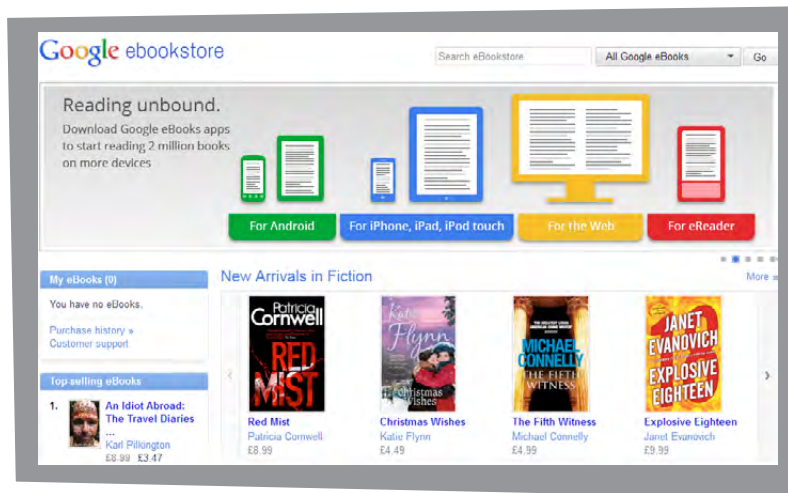 Google ebookstore
Search eBookstore
All Google eBooks
Go
Reading unbound.
Download Google eBooks apps
to start reading 2 million books
on more devices
For Android
For iPhone, iPad, iPod touch
For the Web
For eReader
My eBooks (0)
You have no eBooks.
Purchase history »
Customer support
Top selling eBooks
1.
An Idiot Abroad:
The Travel Diaries
...
Karl Pilkington
£8.99 £3.47
New Arrivals in Fiction
More »
Patricia
Cornwell
RED
MIST
Red Mist
Patricia Cornwell
£8.99
Katie
Flynn
Christmas
Wishes
Christmas Wishes
Katie Flynn
£4.49
MICHAEL
CONNELLY
THE FIFTH
WITNESS
The Fifth Witness
Michael Connelly
£4.99
JANET
EVANOVICH
EXPLOSIVE
EIGHTEEN
Explosive Eighteen
Janet Evanovich
£9.99